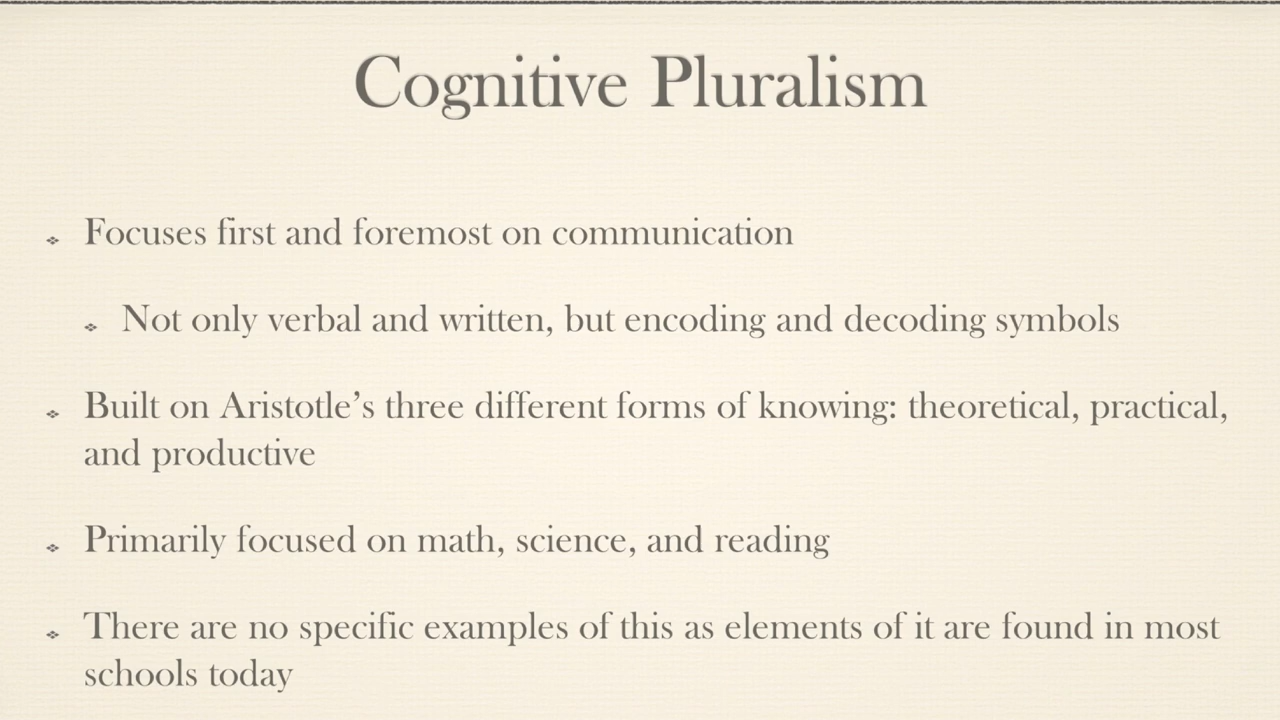 Cognitive Pluralism
Focuses first and foremost on communication
Not only verbal and written, but encoding and decoding symbols
Built on Aristotle’s three different forms of knowing: theoretical, practical,
and productive
Primarily focused on math, science, and reading
There are no specific examples of this as elements of it are found in most
schools today